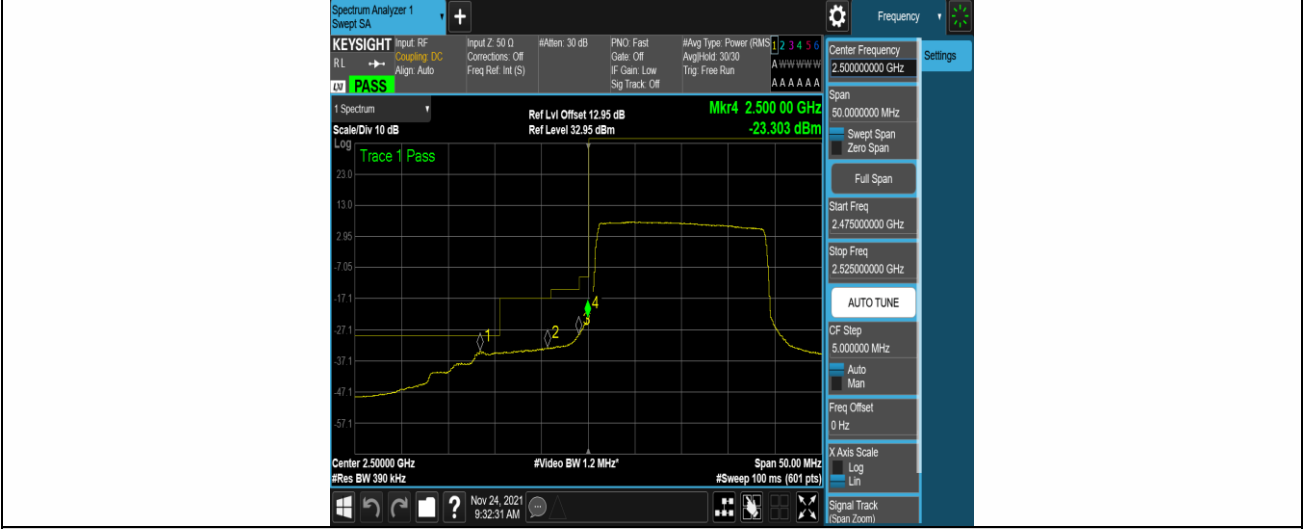 Spectrum Analyzer 1
Swept SA
+
Frequency
KEYSIGHT
RL
Input: RF
Coupling: DC
Align: Auto
Input Z: 50 Ω
Corrections: Off
Freq Ref: Int (S)
#Atten: 30 dB
PNO: Fast
Gate: Off
IF Gain: Low
Sig Track: Off
#Avg Type: Power (RMS
Avg|Hold: 30/30
Trig: Free Run
1 2 3 4 5 6
A W W W W W
A A A A A A
LXI PASS
1 Spectrum
Scale/Div 10 dB
Ref Lvl Offset 12.95 dB
Ref Level 32.95 dBm
Mkr4 2.500 00 GHz
-23.303 dBm
Log
Trace 1 Pass
23.0
13.0
2.95
-7.05
-17.1
-27.1
-37.1
-47.1
-57.1
1
2
3
4
Center 2.50000 GHz
#Res BW 390 kHz
#Video BW 1.2 MHz*
Span 50.00 MHz
#Sweep 100 ms (601 pts)
?
Nov 24, 2021
9:32:31 AM
Settings
Center Frequency
2.500000000 GHz
Span
50.0000000 MHz
Swept Span
Zero Span
Full Span
Start Freq
2.475000000 GHz
Stop Freq
2.525000000 GHz
AUTO TUNE
CF Step
5.000000 MHz
Auto
Man
Freq Offset
0 Hz
X Axis Scale
Log
Lin
Signal Track
(Span Zoom)